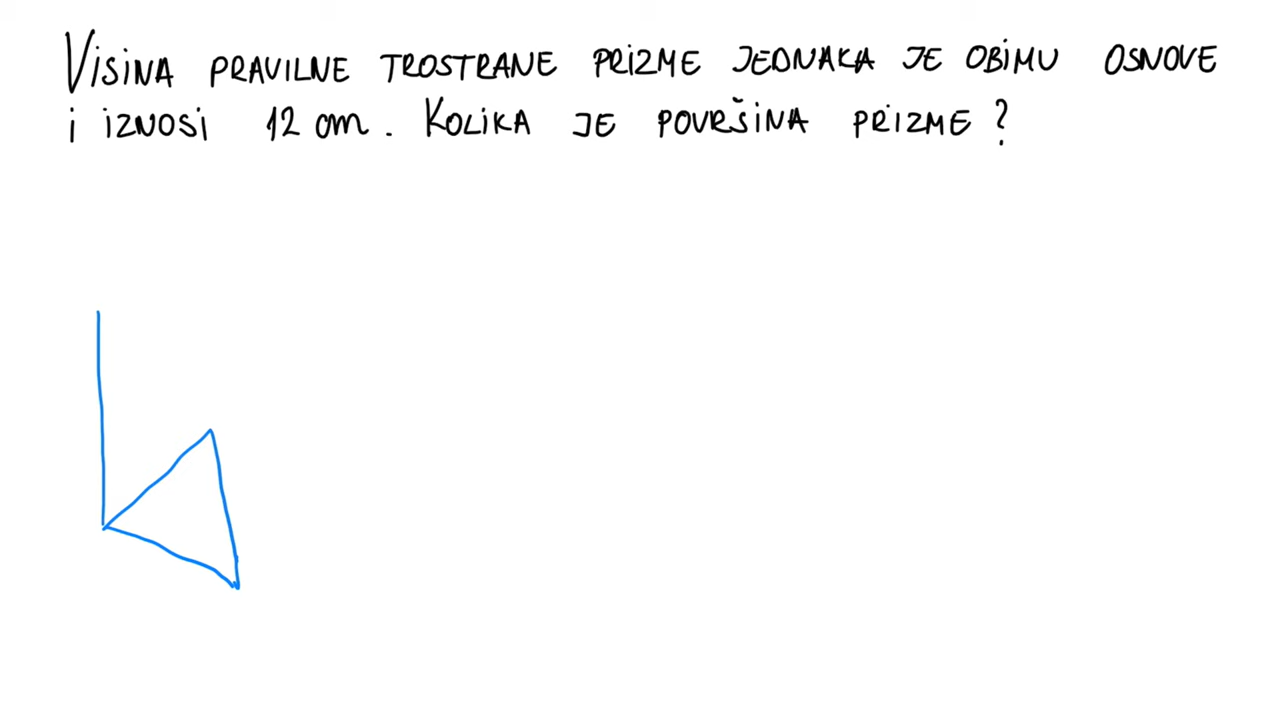 VISINA PRAVILNE TROSTRANE PRIZME JEDNAKA JE OBIMU OSNOVE
I IZNOSI 12 cm. KOLIKA JE POVRŠINA PRIZME?